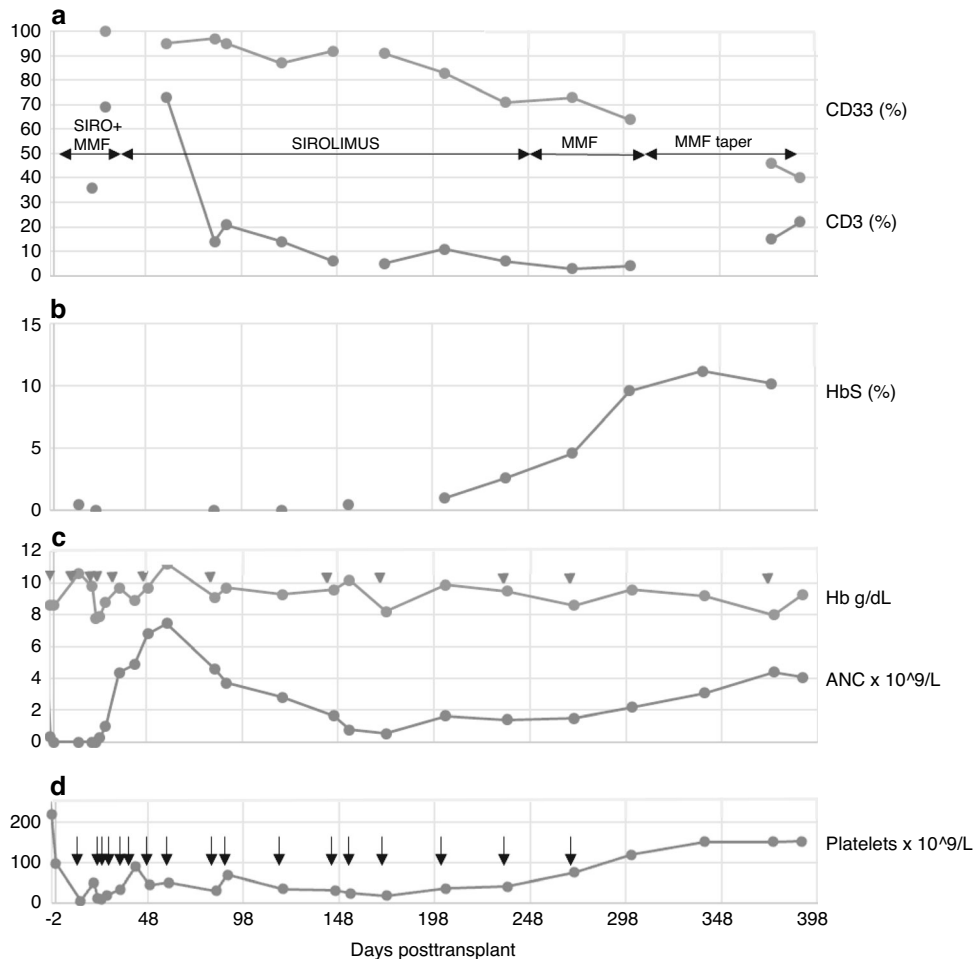 a
100
90
80
70
60
50
40
30
20
10
0
SIRO+
MMF
SIROLIMUS
MMF
MMF taper
CD33 (%)
CD3 (%)
b
15
10
5
0
HbS (%)
c
12
10
8
6
4
2
0
Hb g/dL
ANC x 10^9/L
d
200
100
0
Platelets x 10^9/L
-2 48 98 148 198 248 298 348 398
Days posttransplant